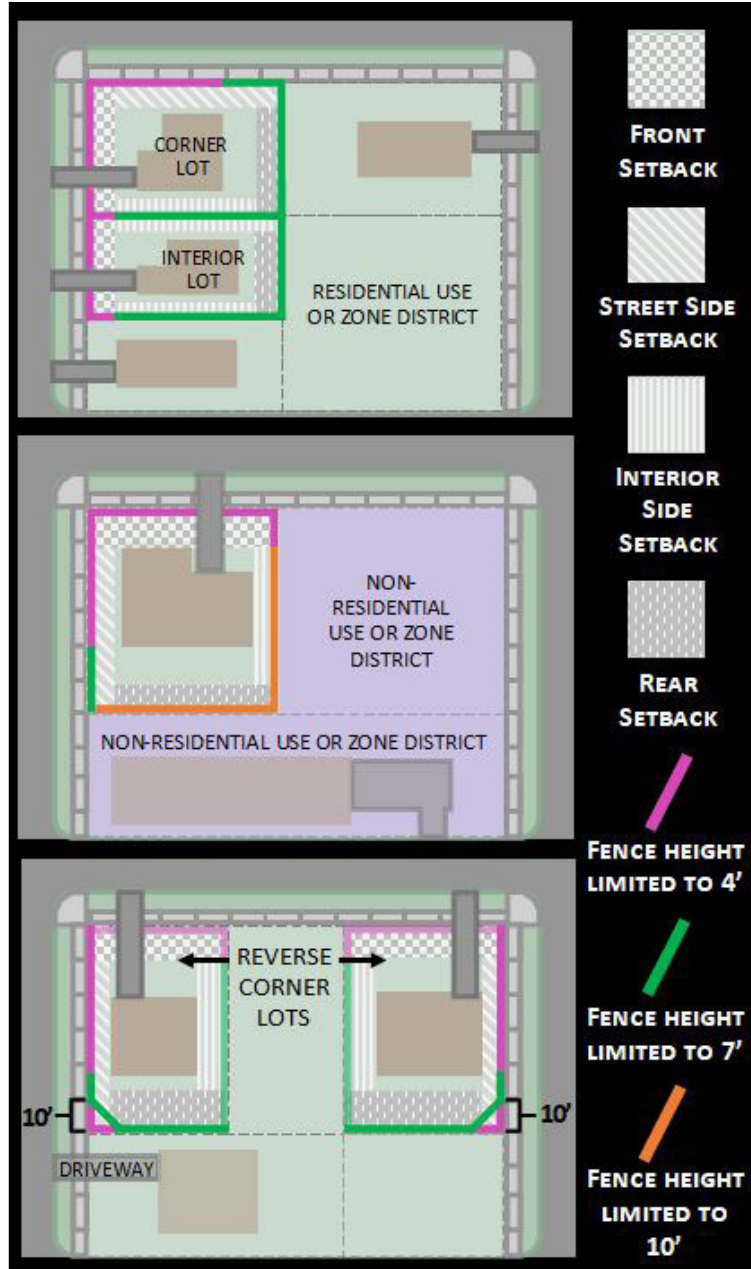 CORNER
LOT
INTERIOR
LOT
RESIDENTIAL USE
OR ZONE DISTRICT
NON-
RESIDENTIAL
USE OR ZONE
DISTRICT
NON-RESIDENTIAL USE OR ZONE DISTRICT
REVERSE
CORNER
LOTS
10'
10'
DRIVEWAY
FRONT
SETBACK
STREET SIDE
SETBACK
INTERIOR
SIDE
SETBACK
REAR
SETBACK
FENCE HEIGHT
LIMITED TO 4'
FENCE HEIGHT
LIMITED TO 7'
FENCE HEIGHT
LIMITED TO
10'